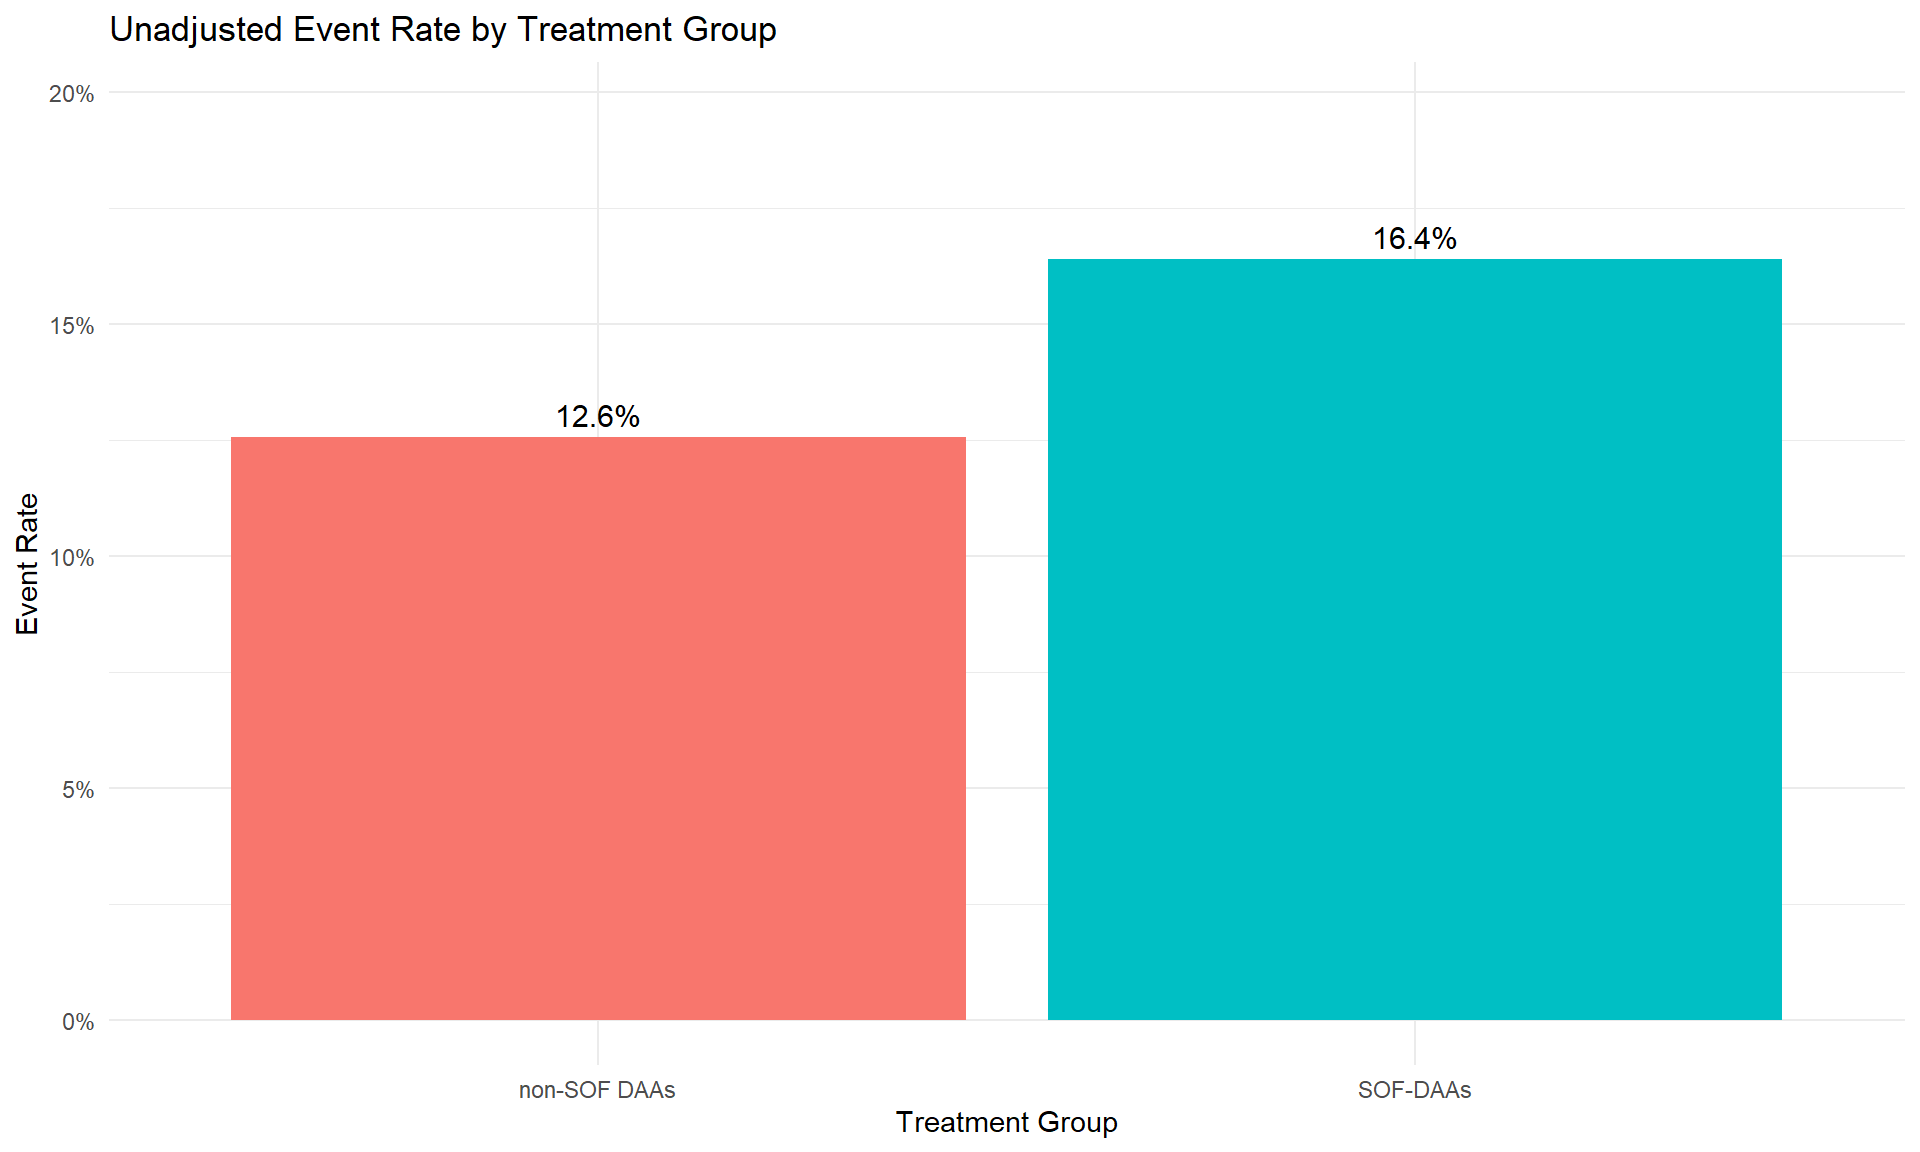 Unadjusted Event Rate by Treatment Group
20%
15%
10%
5%
0%
Event Rate
12.6%
16.4%
non-SOF DAAs
SOF-DAAs
Treatment Group